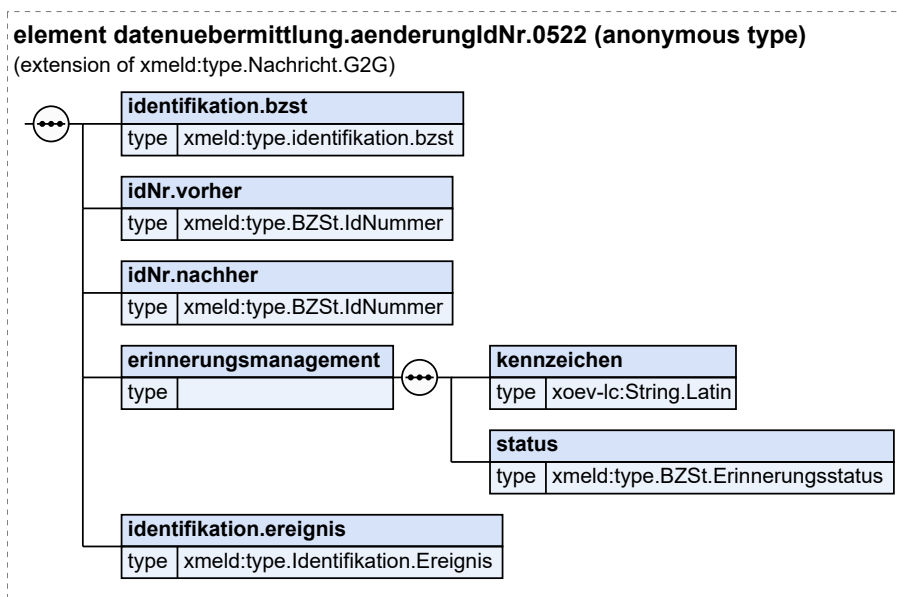 element datenuebermittlung.aenderungIdNr.0522 (anonymous type)
(extension of xmeld:type.Nachricht.G2G)
identifikation.bzst
type xmeld:type.identifikation.bzst
idNr.vorher
type xmeld:type.BZSt.IdNummer
idNr.nachher
type xmeld:type.BZSt.IdNummer
erinnerungsmanagement
type
kennzeichen
type xoev-lc:String.Latin
status
type xmeld:type.BZSt.Erinnerungsstatus
identifikation.ereignis
type xmeld:type.Identifikation.Ereignis